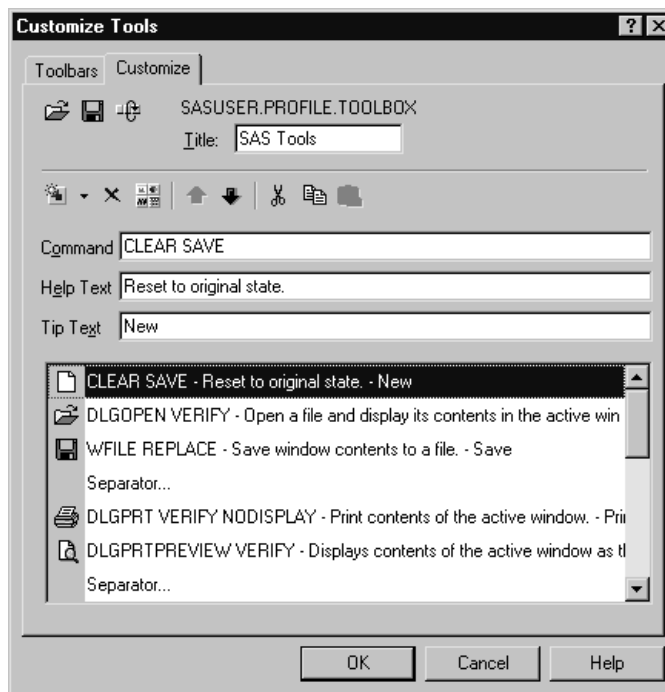 Customize Tools
Toolbars Customize
SASUSER.PROFILE.TOOLBOX
Title: SAS Tools
Command CLEAR SAVE
Help Text Reset to original state.
Tip Text New
CLEAR SAVE - Reset to original state. - New
DLGOPEN VERIFY - Open a file and display its contents in the active win
WFILE REPLACE - Save window contents to a file. - Save
Separator...
DLGPRT VERIFY NODISPLAY - Print contents of the active window. - Pri
DLGPRTPREVIEW VERIFY - Displays contents of the active window as
Separator...
OK Cancel Help